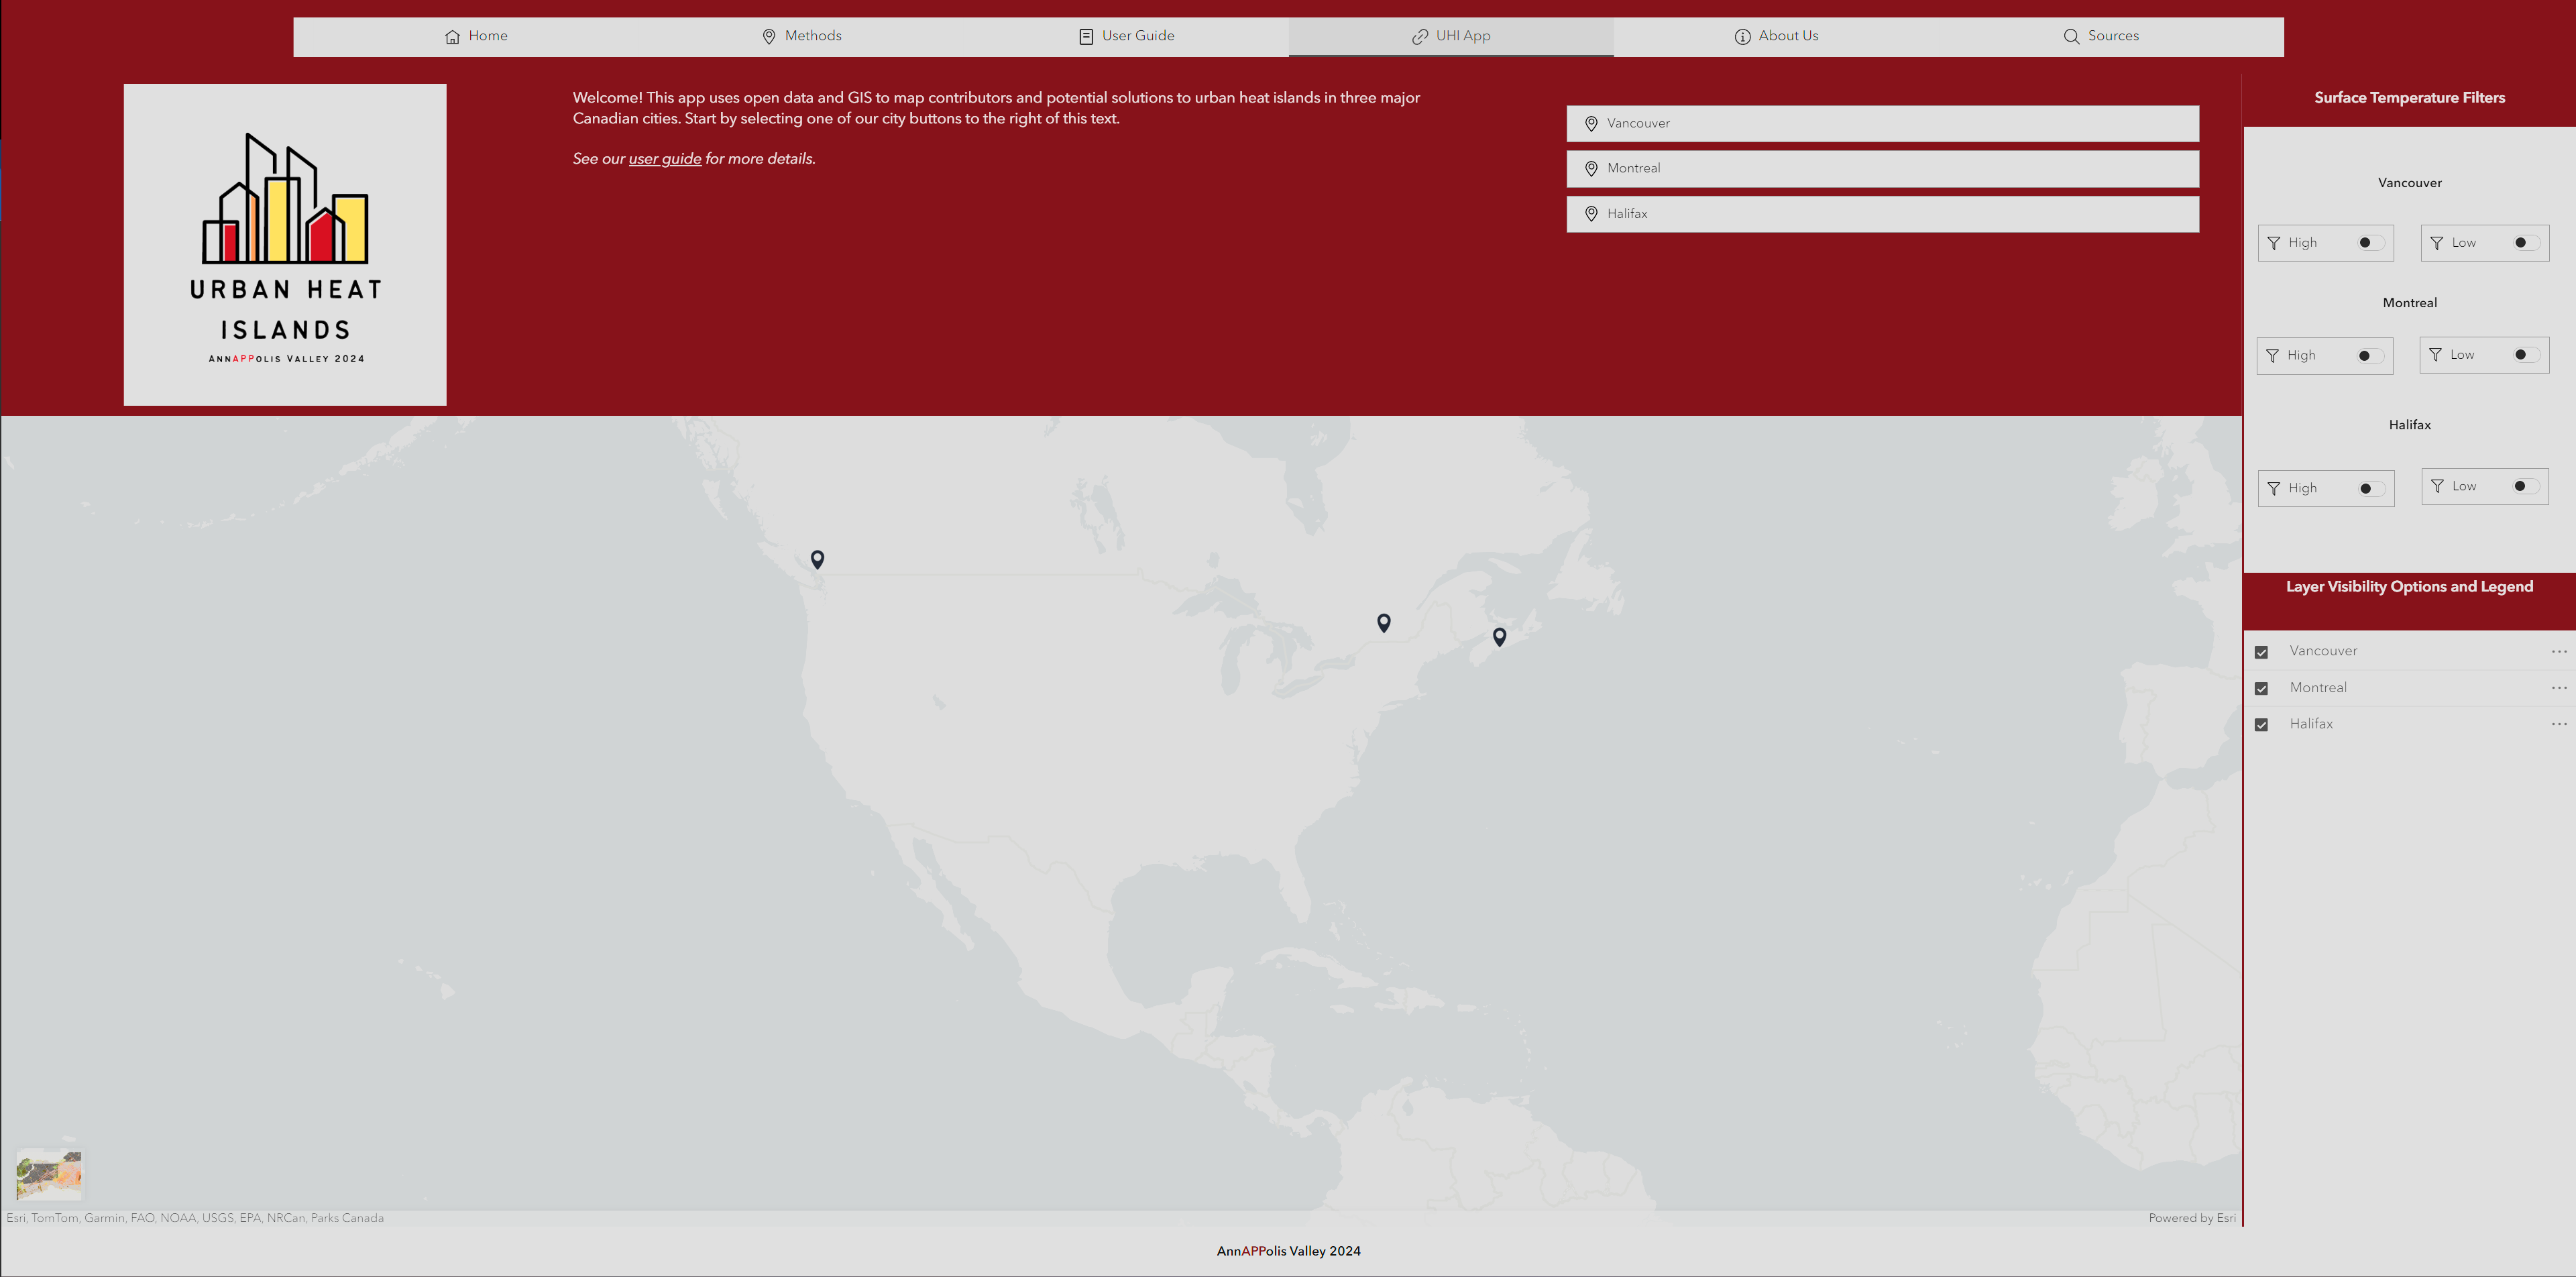 Home
Methods
User Guide
UHI App
About Us
Sources
URBAN HEAT
ISLANDS
ANNAPPOLIS VALLEY 2024
Welcome! This app uses open data and GIS to map contributors and potential solutions to urban heat islands in three major
Canadian cities. Start by selecting one of our city buttons to the right of this text.
See our user guide for more details.
Vancouver
Montreal
Halifax
Surface Temperature Filters
Vancouver
High
Low
Montreal
High
Low
Halifax
High
Low
Layer Visibility Options and Legend
Vancouver
Montreal
Halifax
Esri, TomTom, Garmin, FAO, NOAA, USGS, EPA, NRCan, Parks Canada
Powered by Esri
AnnAPPolis Valley 2024